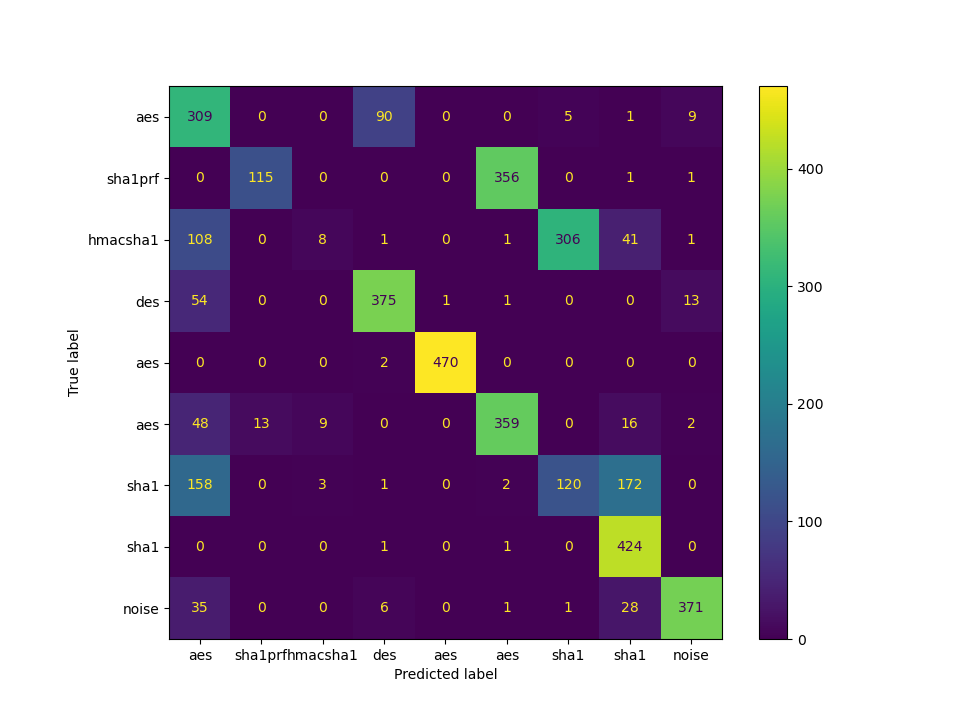 aes 309 0 0 90 0 0 5 1 9
sha1prf 0 115 0 0 0 356 0 1 1
hmacsha1 108 0 8 1 0 1 306 41 1
des 54 0 0 375 1 1 0 0 13
aes 0 0 0 2 470 0 0 0 0
aes 48 13 9 0 0 359 0 16 2
sha1 158 0 3 1 0 2 120 172 0
sha1 0 0 0 1 0 1 0 424 0
noise 35 0 0 6 0 1 1 28 371
aes sha1prf hmacsha1 des aes aes sha1 sha1 noise
Predicted label
True label
400
300
200
100
0